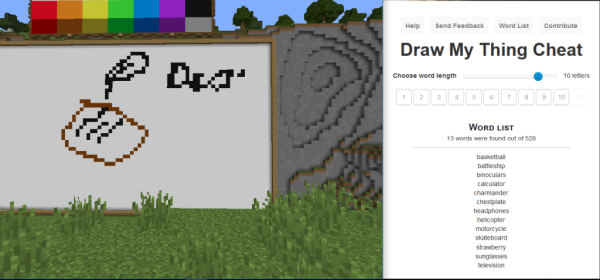 Dear
Help
Send Feedback
Word List
Contribute
Draw My Thing Cheat
Choose word length
10 letters
1 2 3 4 5 6 7 8 9 10
Word List
13 words were found out of 528
basketball
battleship
binoculars
calculator
charmander
chestplate
headphones
helicopter
motorcycle
skateboard
strawberry
sunglasses
television